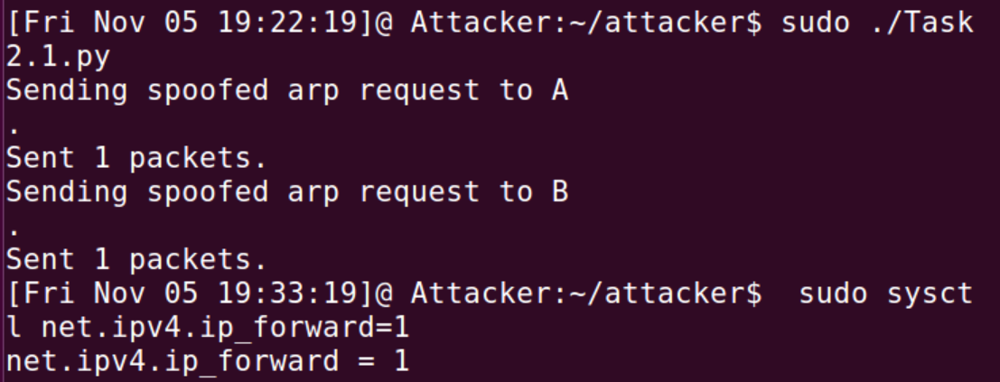 [Fri Nov 05 19:22:19]@ Attacker:~/attacker$ sudo ./Task
2.1.py
Sending spoofed arp request to A
.
Sent 1 packets.
Sending spoofed arp request to B
.
Sent 1 packets.
[Fri Nov 05 19:33:19]@ Attacker:~/attacker$  sudo sysct
l net.ipv4.ip_forward=1
net.ipv4.ip_forward = 1